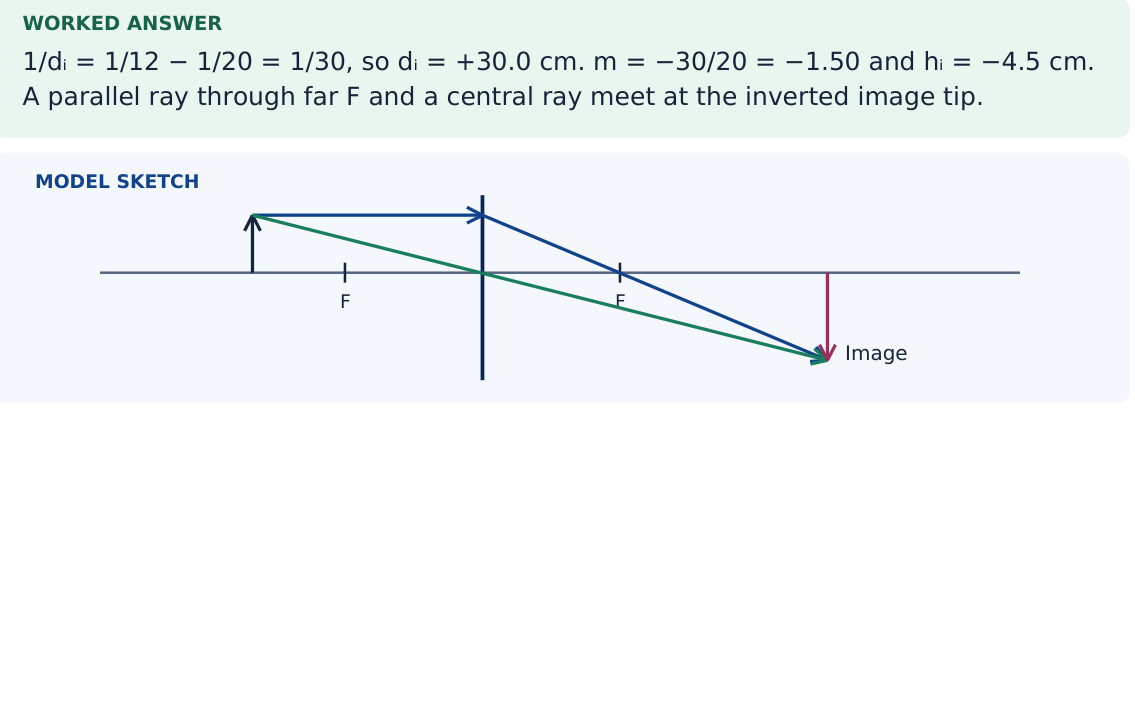 WORKED ANSWER
1/dᵢ = 1/12 − 1/20 = 1/30, so dᵢ = +30.0 cm. m = −30/20 = −1.50 and hᵢ = −4.5 cm.
A parallel ray through far F and a central ray meet at the inverted image tip.
MODEL SKETCH
F
F
Image